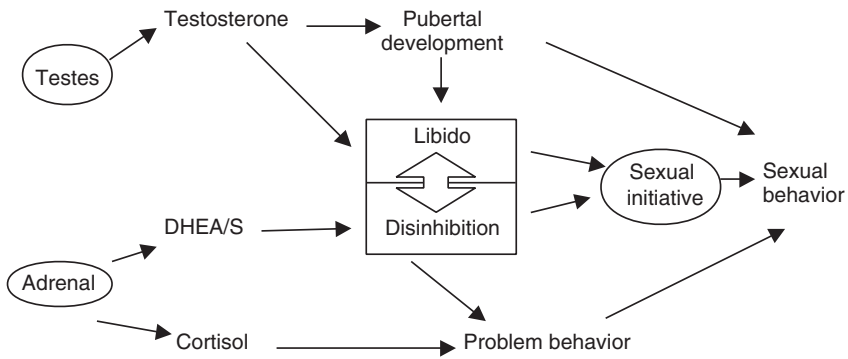 Testosterone
Pubertal
development
Testes
Libido
Sexual
initiative
Sexual
behavior
DHEA/S
Disinhibition
Adrenal
Cortisol
Problem behavior